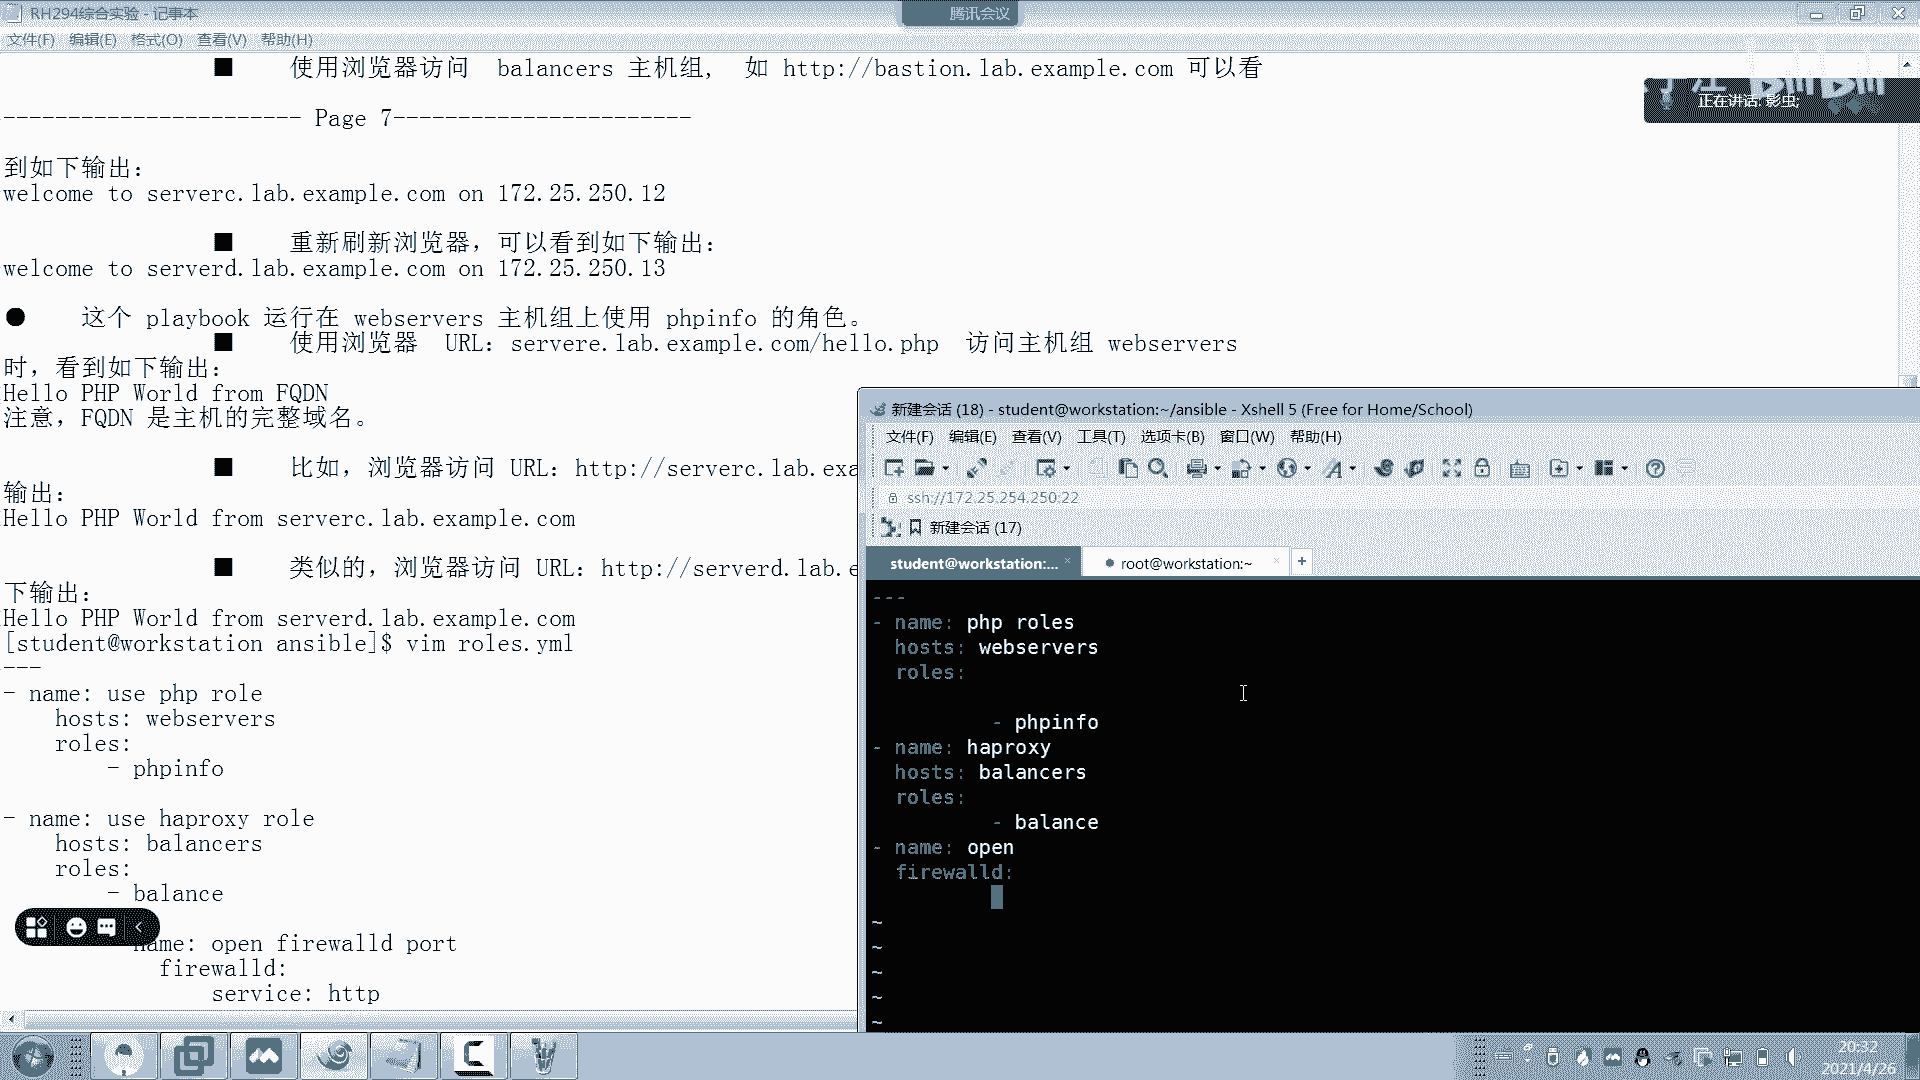 RH294综合实验 - 记事本
腾讯会议
文件(F) 编辑(E) 格式(O) 查看(V) 帮助(H)
■ 使用浏览器访问 balancers 主机组, 如 http://bastion.lab.example.com 可以看
正在讲话: 影虫;
----------------------- Page 7-----------------------
到如下输出:
welcome to serverc.lab.example.com on 172.25.250.12
■ 重新刷新浏览器，可以看到如下输出:
welcome to serverd.lab.example.com on 172.25.250.13
● 这个 playbook 运行在 webservers 主机组上使用 phpinfo 的角色。
■ 使用浏览器 URL: servere.lab.example.com/hello.php 访问主机组 webservers
时，看到如下输出:
Hello PHP World from FQDN
注意，FQDN 是主机的完整域名。
■ 比如，浏览器访问 URL: http://serverc.lab.exa
输出:
Hello PHP World from serverc.lab.example.com
■ 类似的，浏览器访问 URL: http://serverd.lab.e
下输出:
Hello PHP World from serverd.lab.example.com
[student@workstation ansible]$ vim roles.yml
---
- name: use php role
hosts: webservers
roles:
- phpinfo
- name: use haproxy role
hosts: balancers
roles:
- balance
name: open firewalld port
firewalld:
service: http
新建会话 (18) - student@workstation:~/ansible - Xshell 5 (Free for Home/School)
文件(F) 编辑(E) 查看(V) 工具(T) 选项卡(B) 窗口(W) 帮助(H)
ssh://172.25.254.250:22
新建会话 (17)
student@workstation:... × root@workstation:~ × +
---
- name: php roles
hosts: webservers
roles:
- phpinfo
- name: haproxy
hosts: balancers
roles:
- balance
- name: open
firewalld:
~
~
~
~
~
20:32
2021/4/26